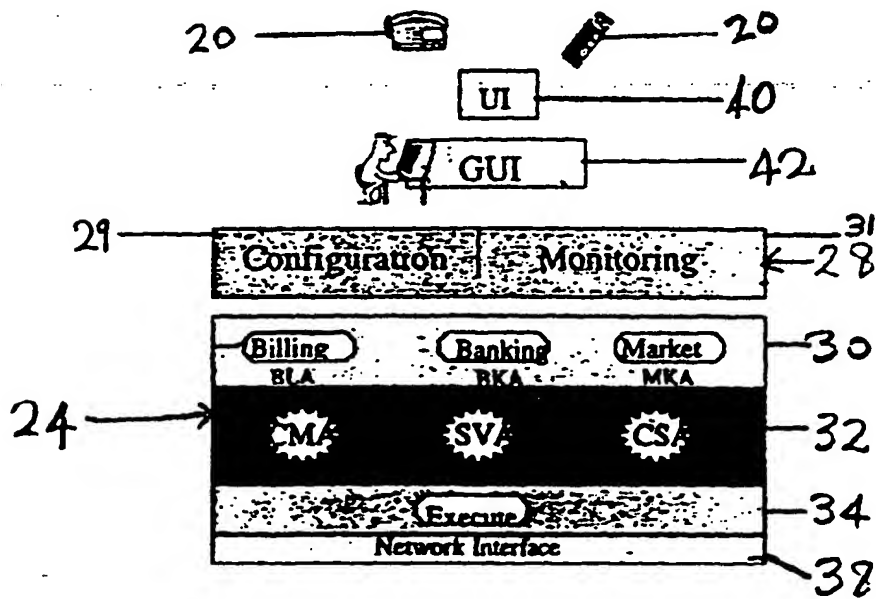 20 20
UI 40
GUI 42
29 31
Configuration Monitoring 28
Billing Banking Market 30
BLA BKA MKA
24 CMA SVA CSA 32
Execute 34
Network Interface
38